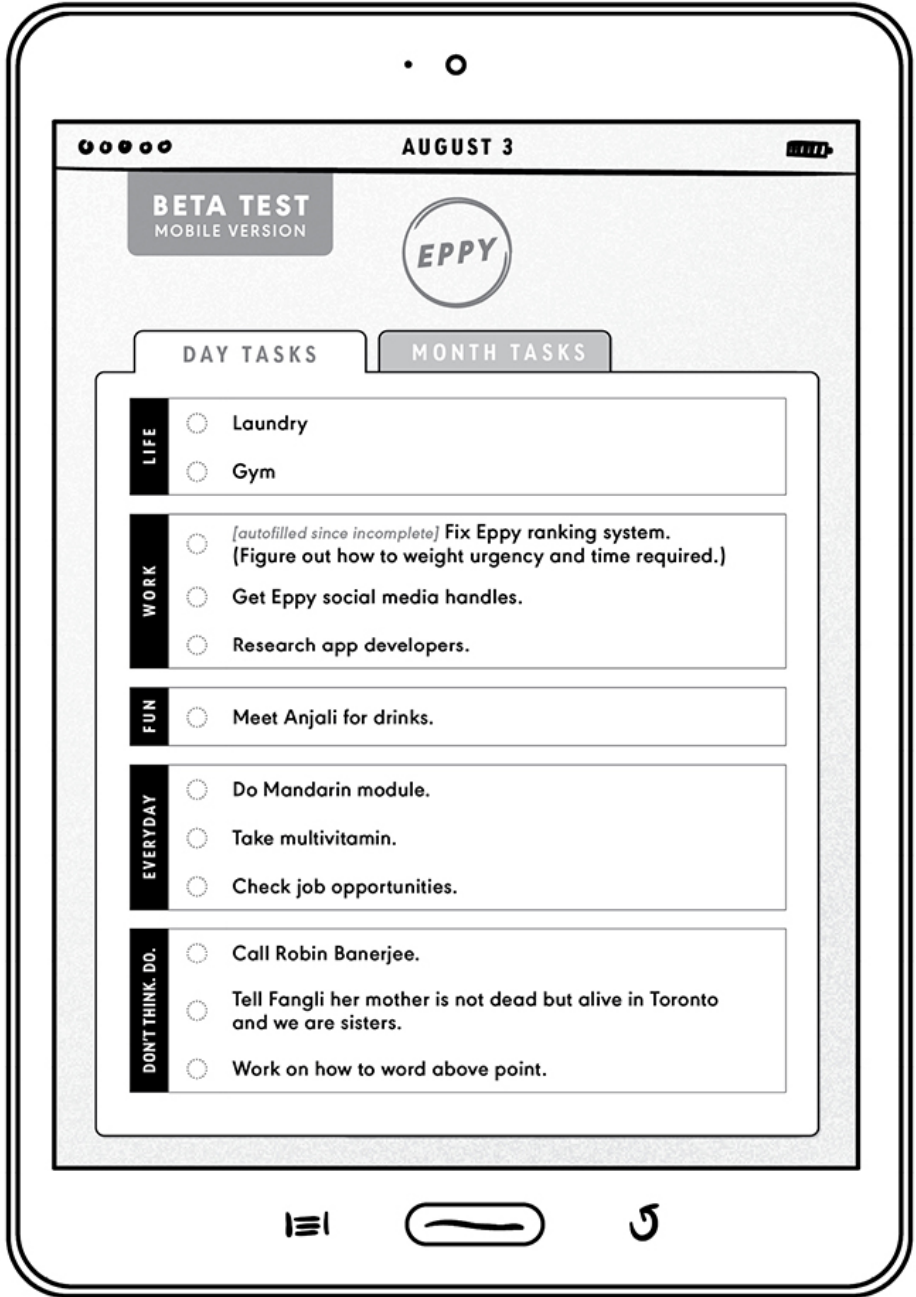 AUGUST 3
BETA TEST
MOBILE VERSION
EPPY
DAY TASKS
MONTH TASKS
LIFE
Laundry
Gym
WORK
[autofilled since incomplete] Fix Eppy ranking system.
(Figure out how to weight urgency and time required.)
Get Eppy social media handles.
Research app developers.
FUN
Meet Anjali for drinks.
EVERYDAY
Do Mandarin module.
Take multivitamin.
Check job opportunities.
DON'T THINK. DO.
Call Robin Banerjee.
Tell Fangli her mother is not dead but alive in Toronto
and we are sisters.
Work on how to word above point.